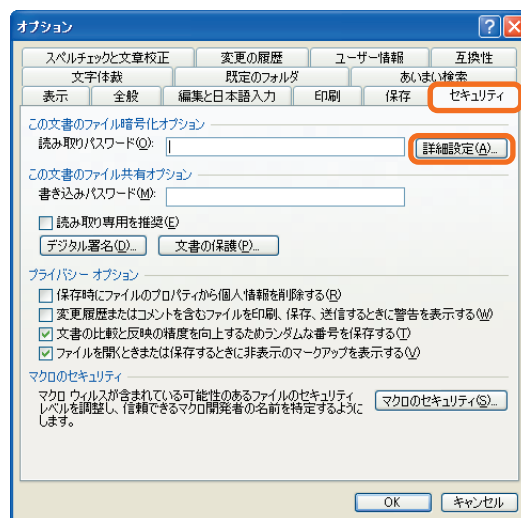 オプション
スペルチェックと文章校正 変更の履歴 ユーザー情報 互換性
文字体裁 既定のフォルダ あいまい検索
表示 全般 編集と日本語入力 印刷 保存 セキュリティ
この文書のファイル暗号化オプション
読み取りパスワード(O): 詳細設定(A)...
この文書のファイル共有オプション
書き込みパスワード(M):
読み取り専用を推奨(E)
デジタル署名(D)... 文書の保護(P)...
プライバシー オプション
保存時にファイルのプロパティから個人情報を削除する(R)
変更履歴またはコメントを含むファイルを印刷、保存、送信するときに警告を表示する(W)
文書の比較と反映の精度を向上するためランダムな番号を保存する(T)
ファイルを開くときまたは保存するときに非表示のマークアップを表示する(V)
マクロのセキュリティ
マクロ ウィルスが含まれている可能性のあるファイルのセキュリティ
レベルを調整し、信頼できるマクロ開発者の名前を特定するように
します。
マクロのセキュリティ(S)...
OK キャンセル